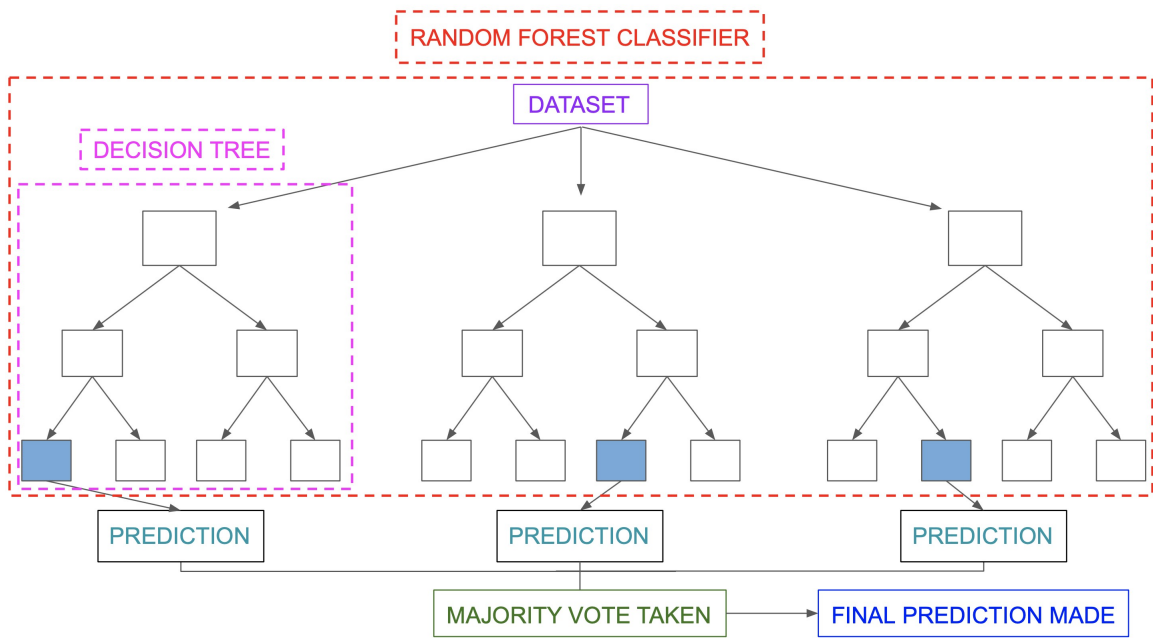 RANDOM FOREST CLASSIFIER
DATASET
DECISION TREE
PREDICTION
PREDICTION
PREDICTION
MAJORITY VOTE TAKEN
FINAL PREDICTION MADE